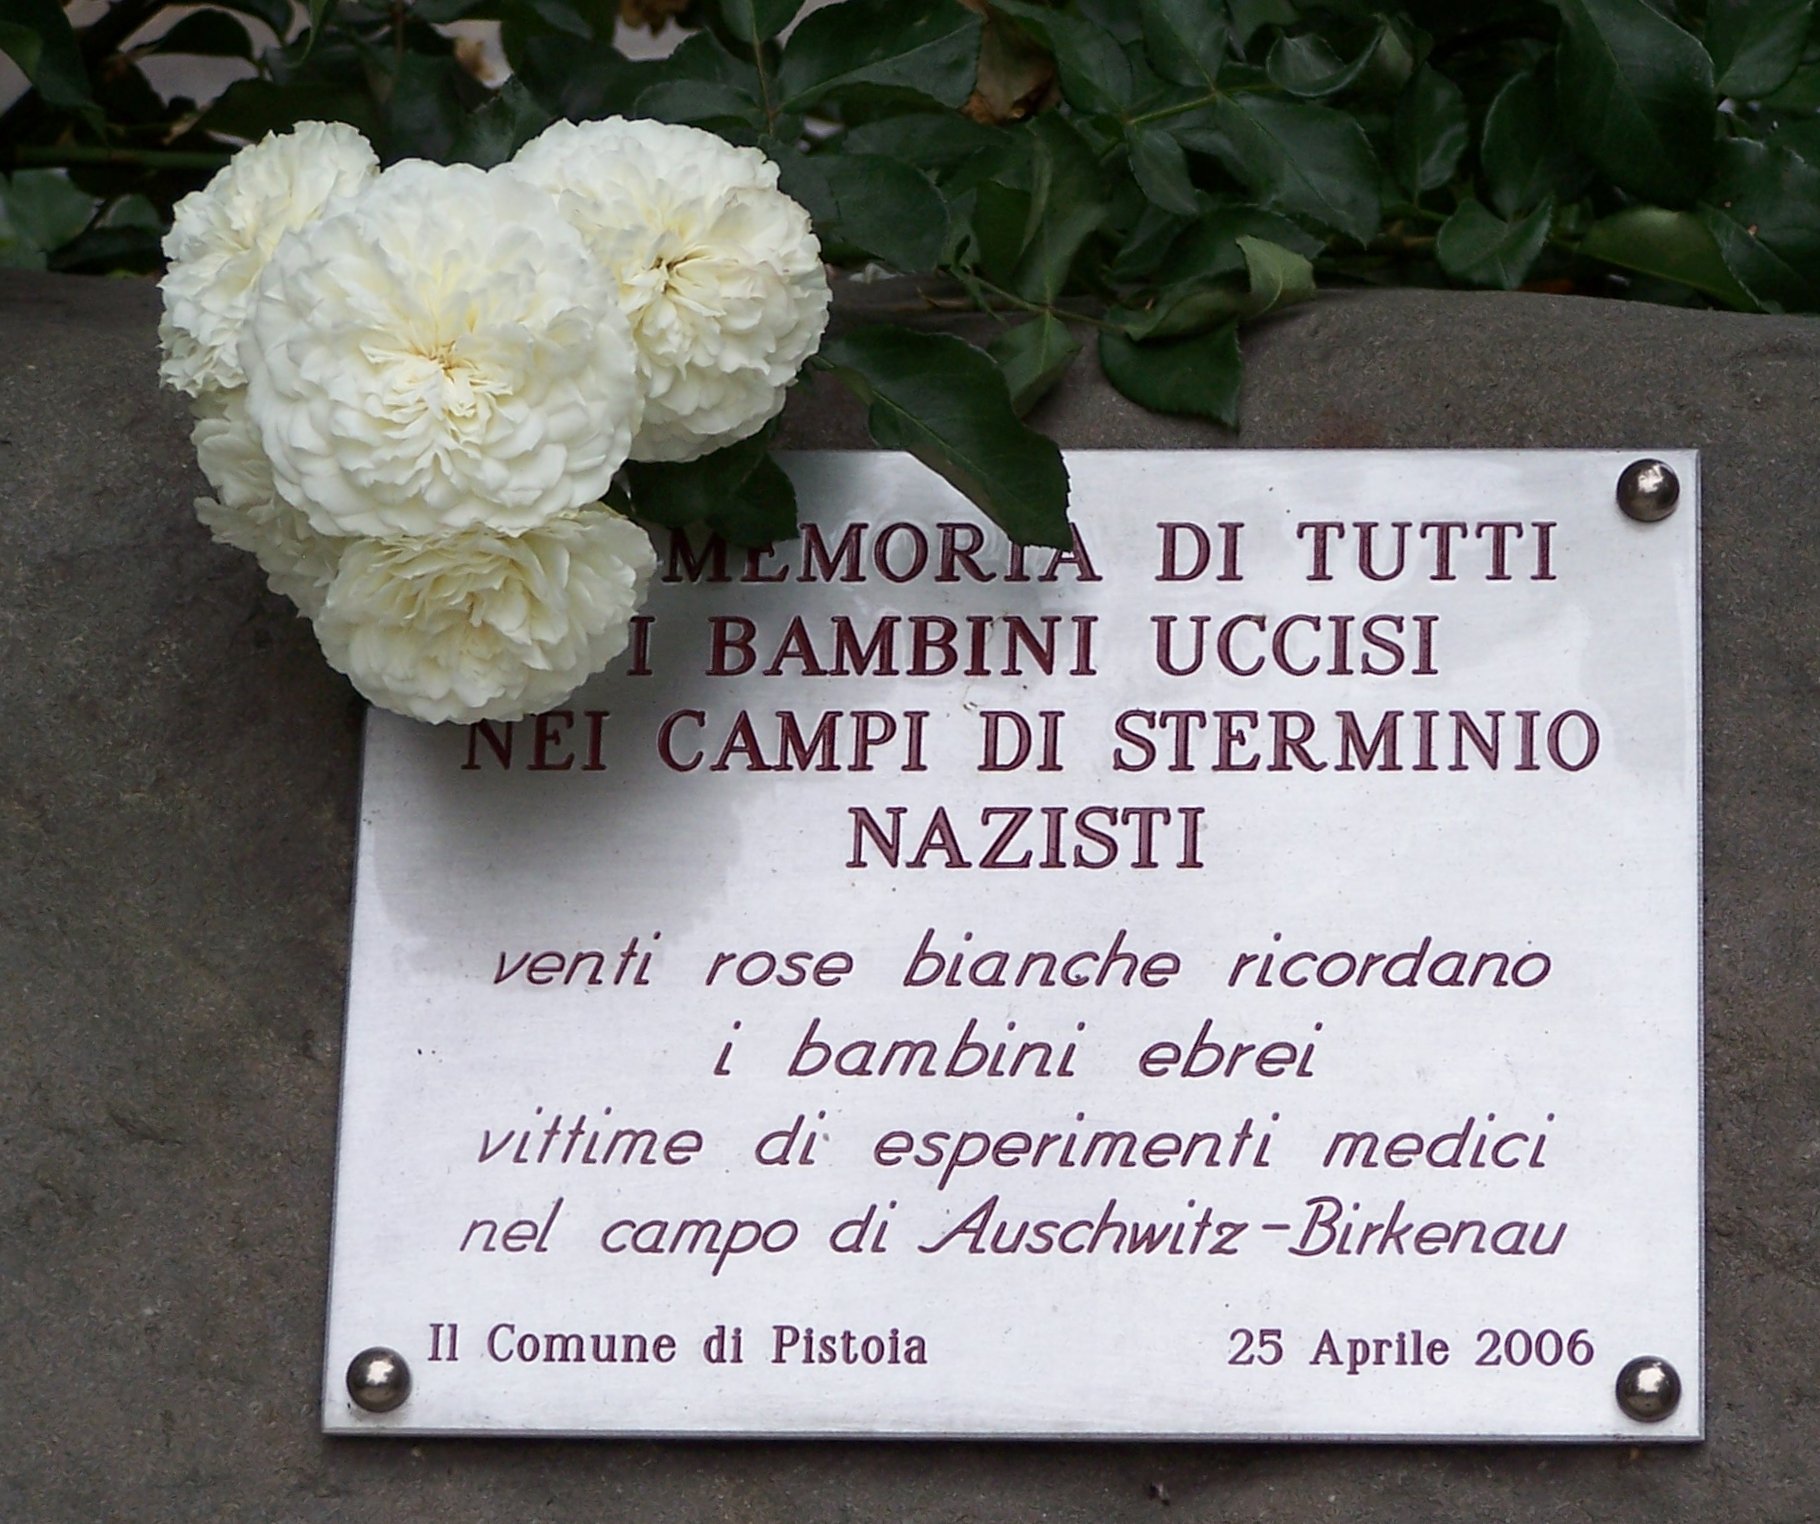 MEMORIA DI TUTTI
I BAMBINI UCCISI
NEI CAMPI DI STERMINIO
NAZISTI
venti rose bianche ricordano
i bambini ebrei
vittime di esperimenti medici
nel campo di Auschwitz-Birkenau
Il Comune di Pistoia 25 Aprile 2006